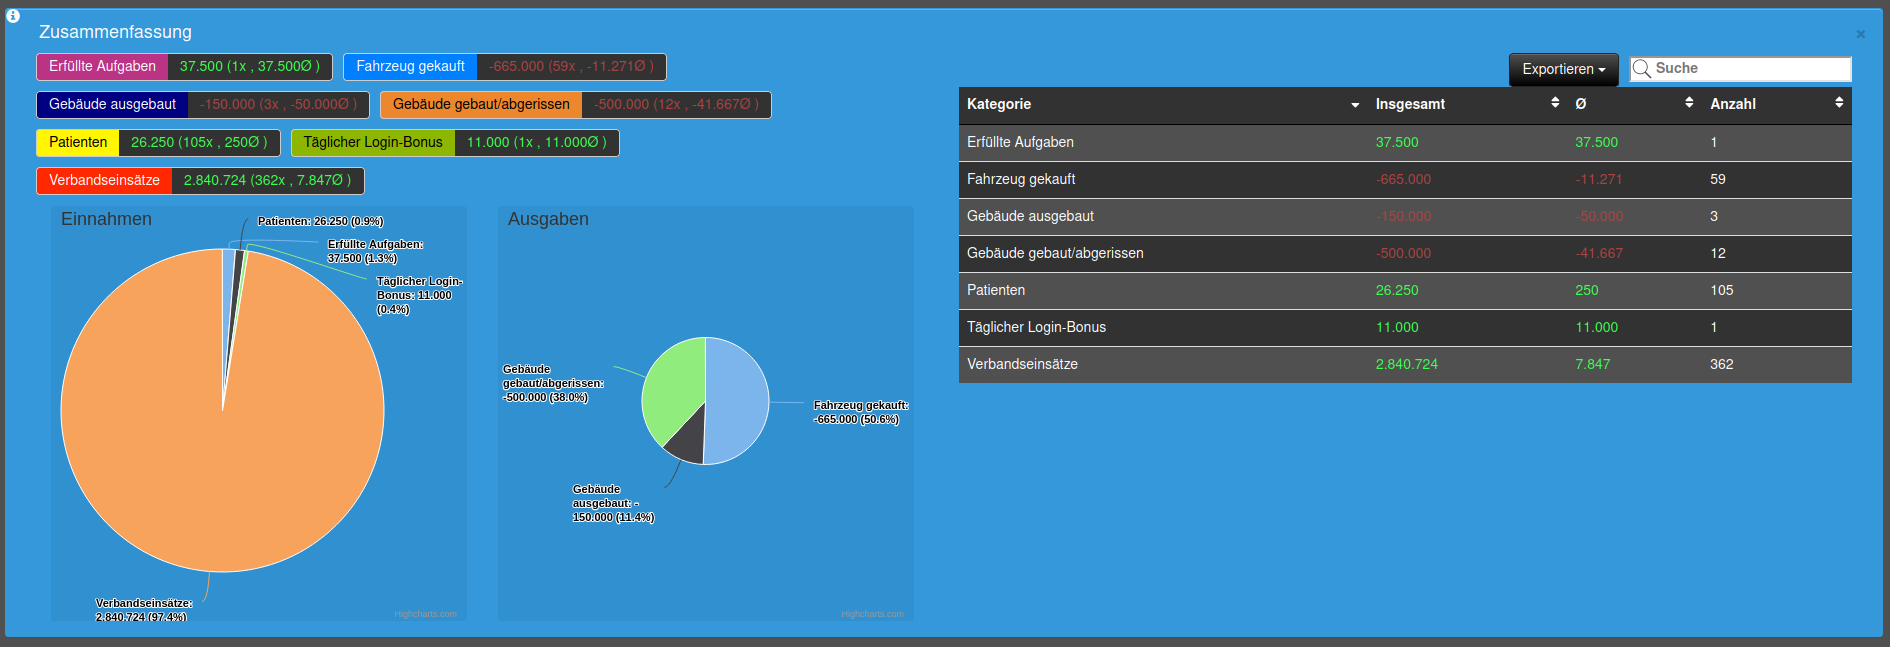 Zusammenfassung
×
Erfüllte Aufgaben 37.500 (1x , 37.500Ø )
Fahrzeug gekauft -665.000 (59x , -11.271Ø )
Gebäude ausgebaut -150.000 (3x , -50.000Ø )
Gebäude gebaut/abgerissen -500.000 (12x , -41.667Ø )
Patienten 26.250 (105x , 250Ø )
Täglicher Login-Bonus 11.000 (1x , 11.000Ø )
Verbandseinsätze 2.840.724 (362x , 7.847Ø )
Einnahmen
Patienten: 26.250 (0.9%)
Erfüllte Aufgaben:
37.500 (1.3%)
Täglicher Login-
Bonus: 11.000
(0.4%)
Verbandseinsätze:
2.840.724 (97.4%)
Highcharts.com
Ausgaben
Gebäude
gebaut/abgerissen:
-500.000 (38.0%)
Fahrzeug gekauft:
-665.000 (50.6%)
Gebäude
ausgebaut: -
150.000 (11.4%)
Highcharts.com
Exportieren
Suche
Kategorie Insgesamt Ø Anzahl
Erfüllte Aufgaben 37.500 37.500 1
Fahrzeug gekauft -665.000 -11.271 59
Gebäude ausgebaut -150.000 -50.000 3
Gebäude gebaut/abgerissen -500.000 -41.667 12
Patienten 26.250 250 105
Täglicher Login-Bonus 11.000 11.000 1
Verbandseinsätze 2.840.724 7.847 362